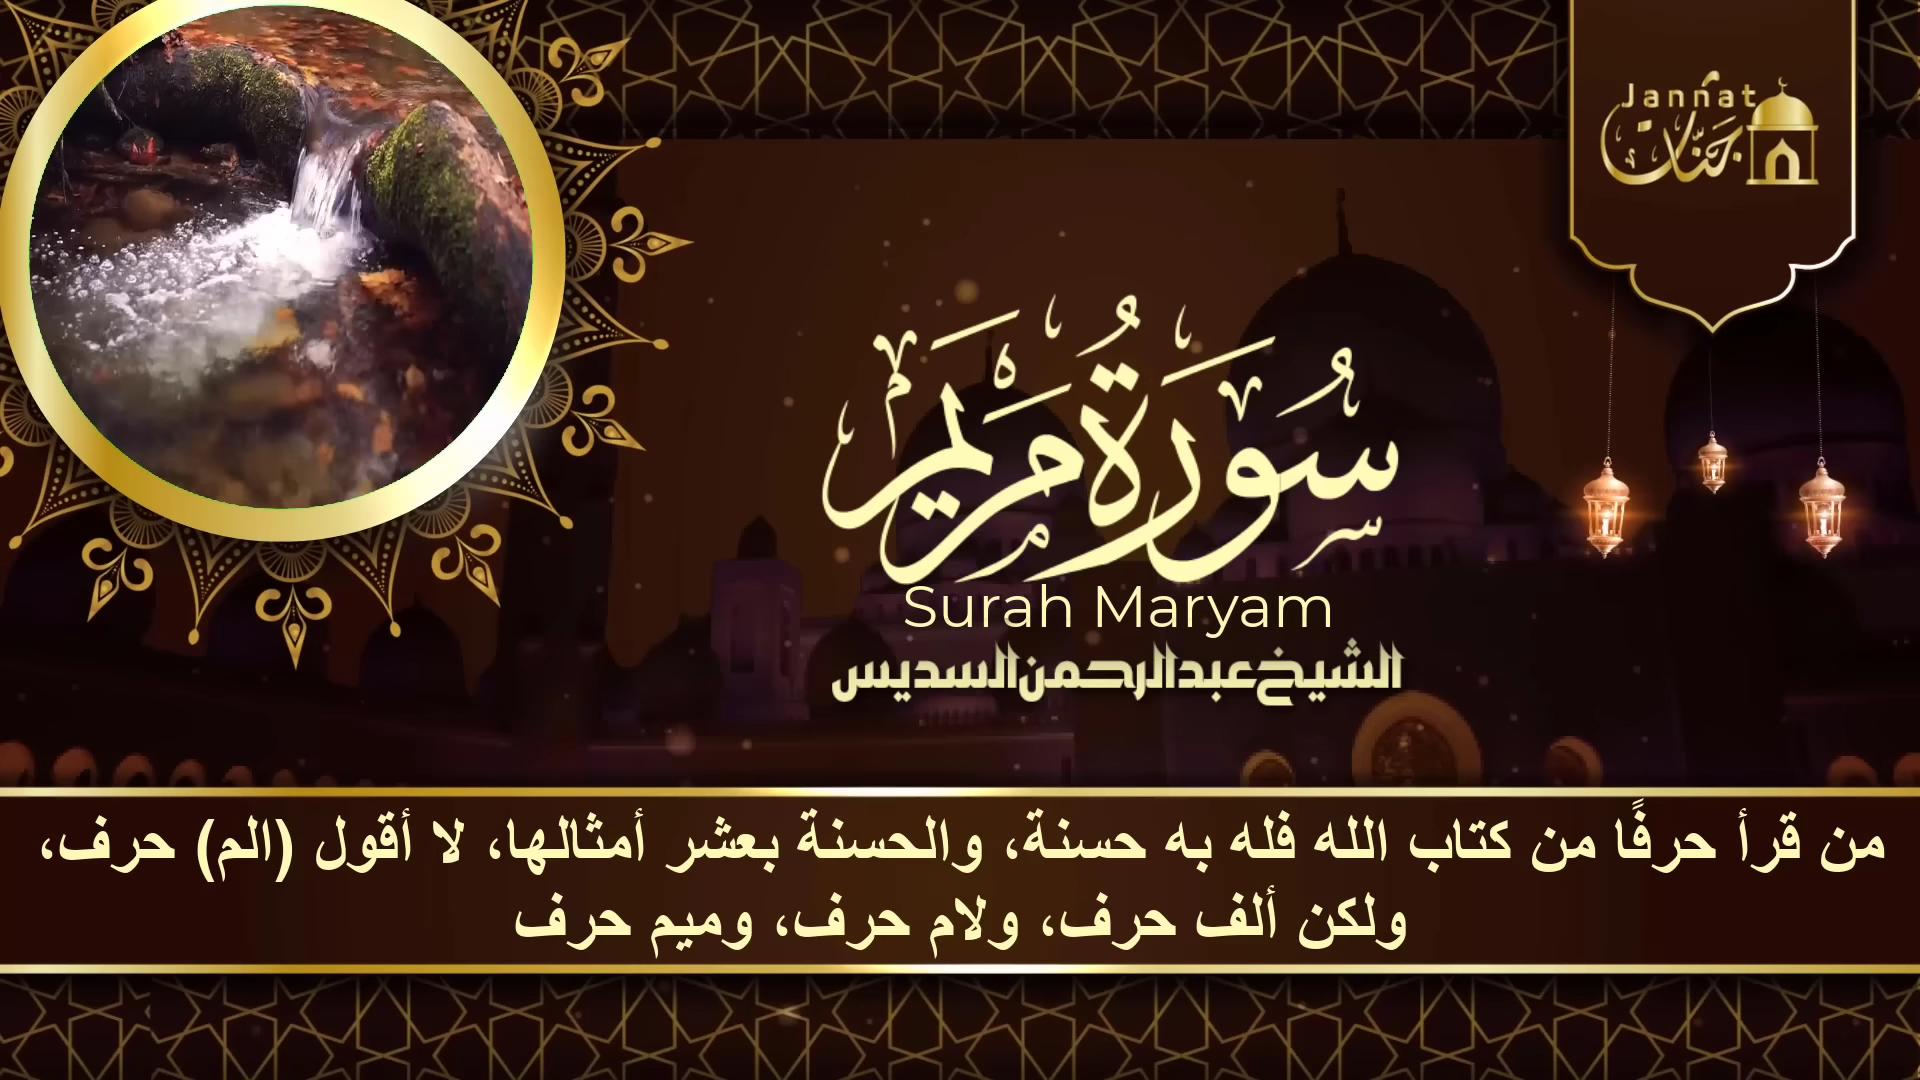 Jannat
جنات
سُورَةُ مَرْيَم
Surah Maryam
الشيخ عبدالرحمن السديس
من قرأ حرفًا من كتاب الله فله به حسنة، والحسنة بعشر أمثالها، لا أقول (الم) حرف،
ولكن ألف حرف، ولام حرف، وميم حرف